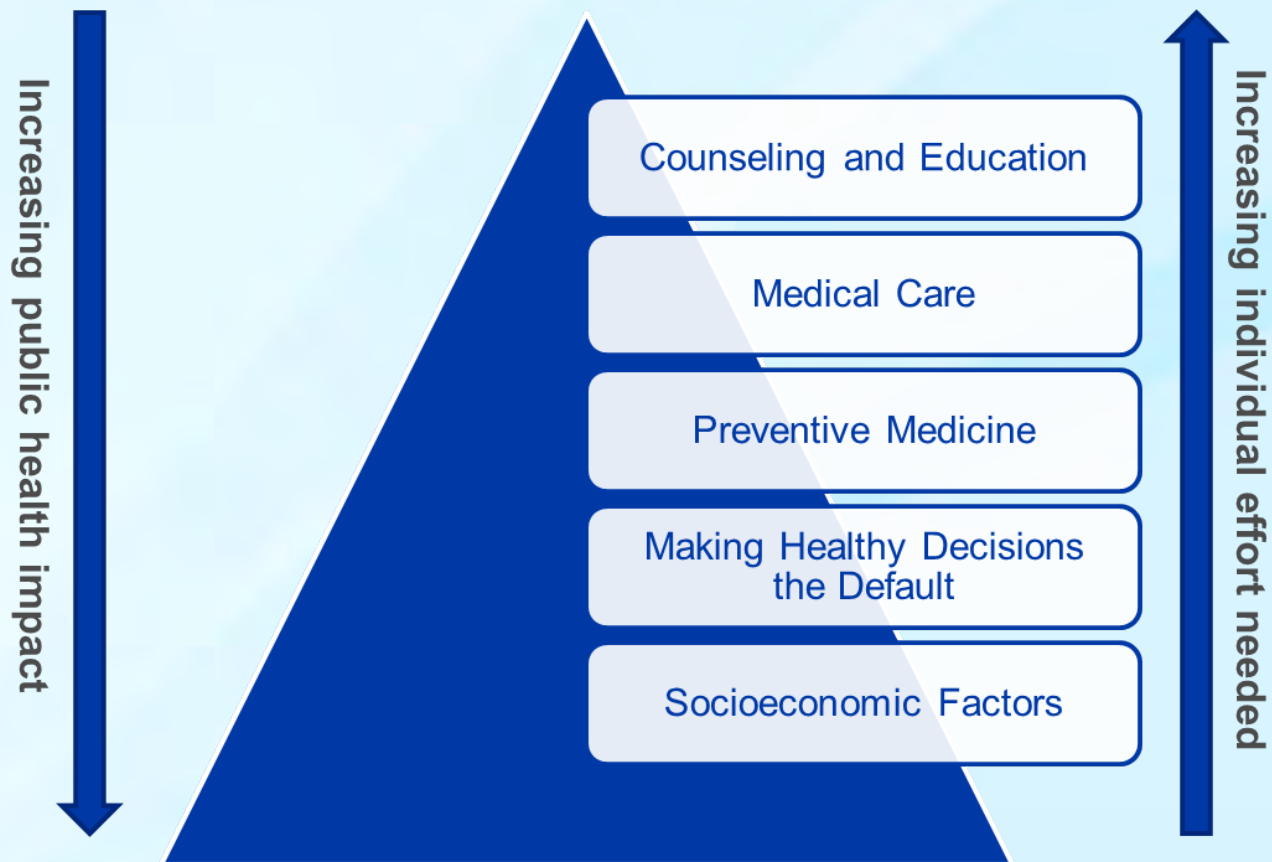 Increasing public health impact
Counseling and Education
Medical Care
Preventive Medicine
Making Healthy Decisions
the Default
Socioeconomic Factors
Increasing individual effort needed